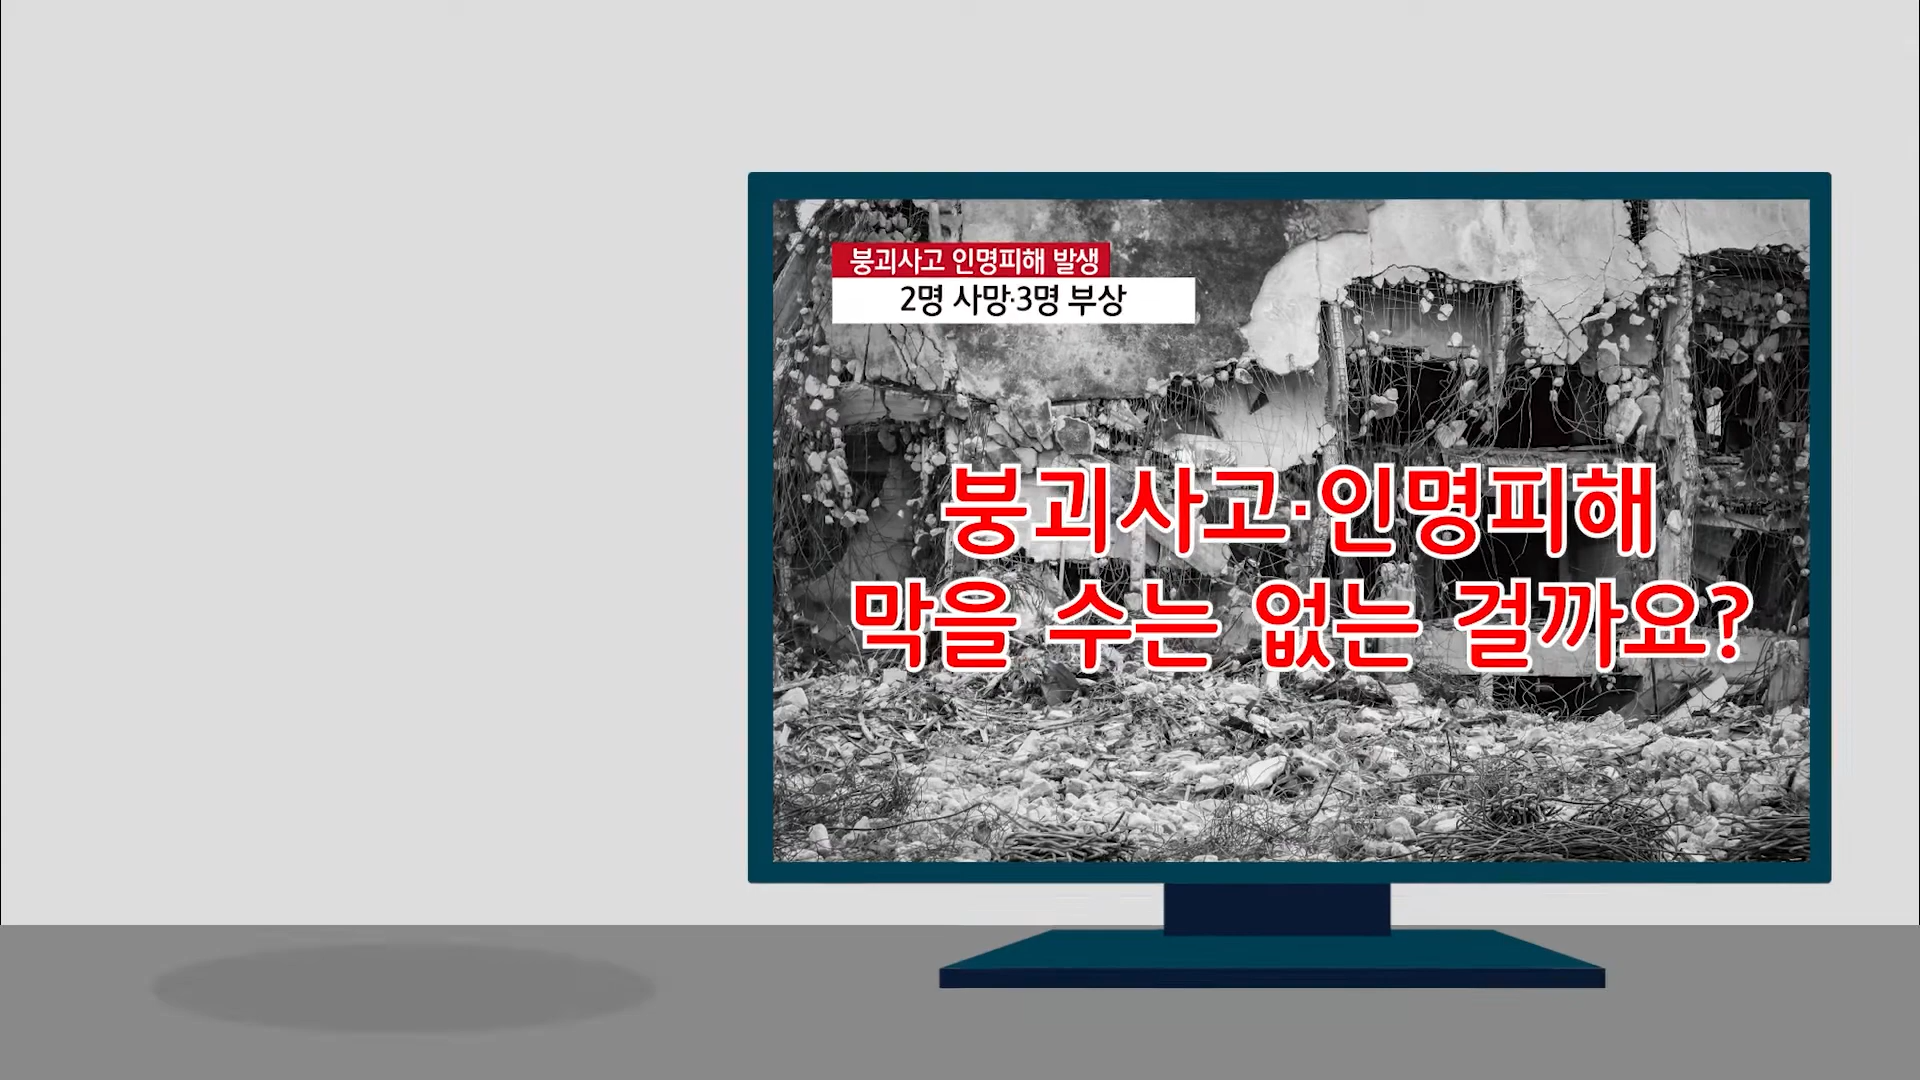 붕괴사고 인명피해 발생
2명 사망·3명 부상
붕괴사고·인명피해
막을 수는 없는 걸까요?